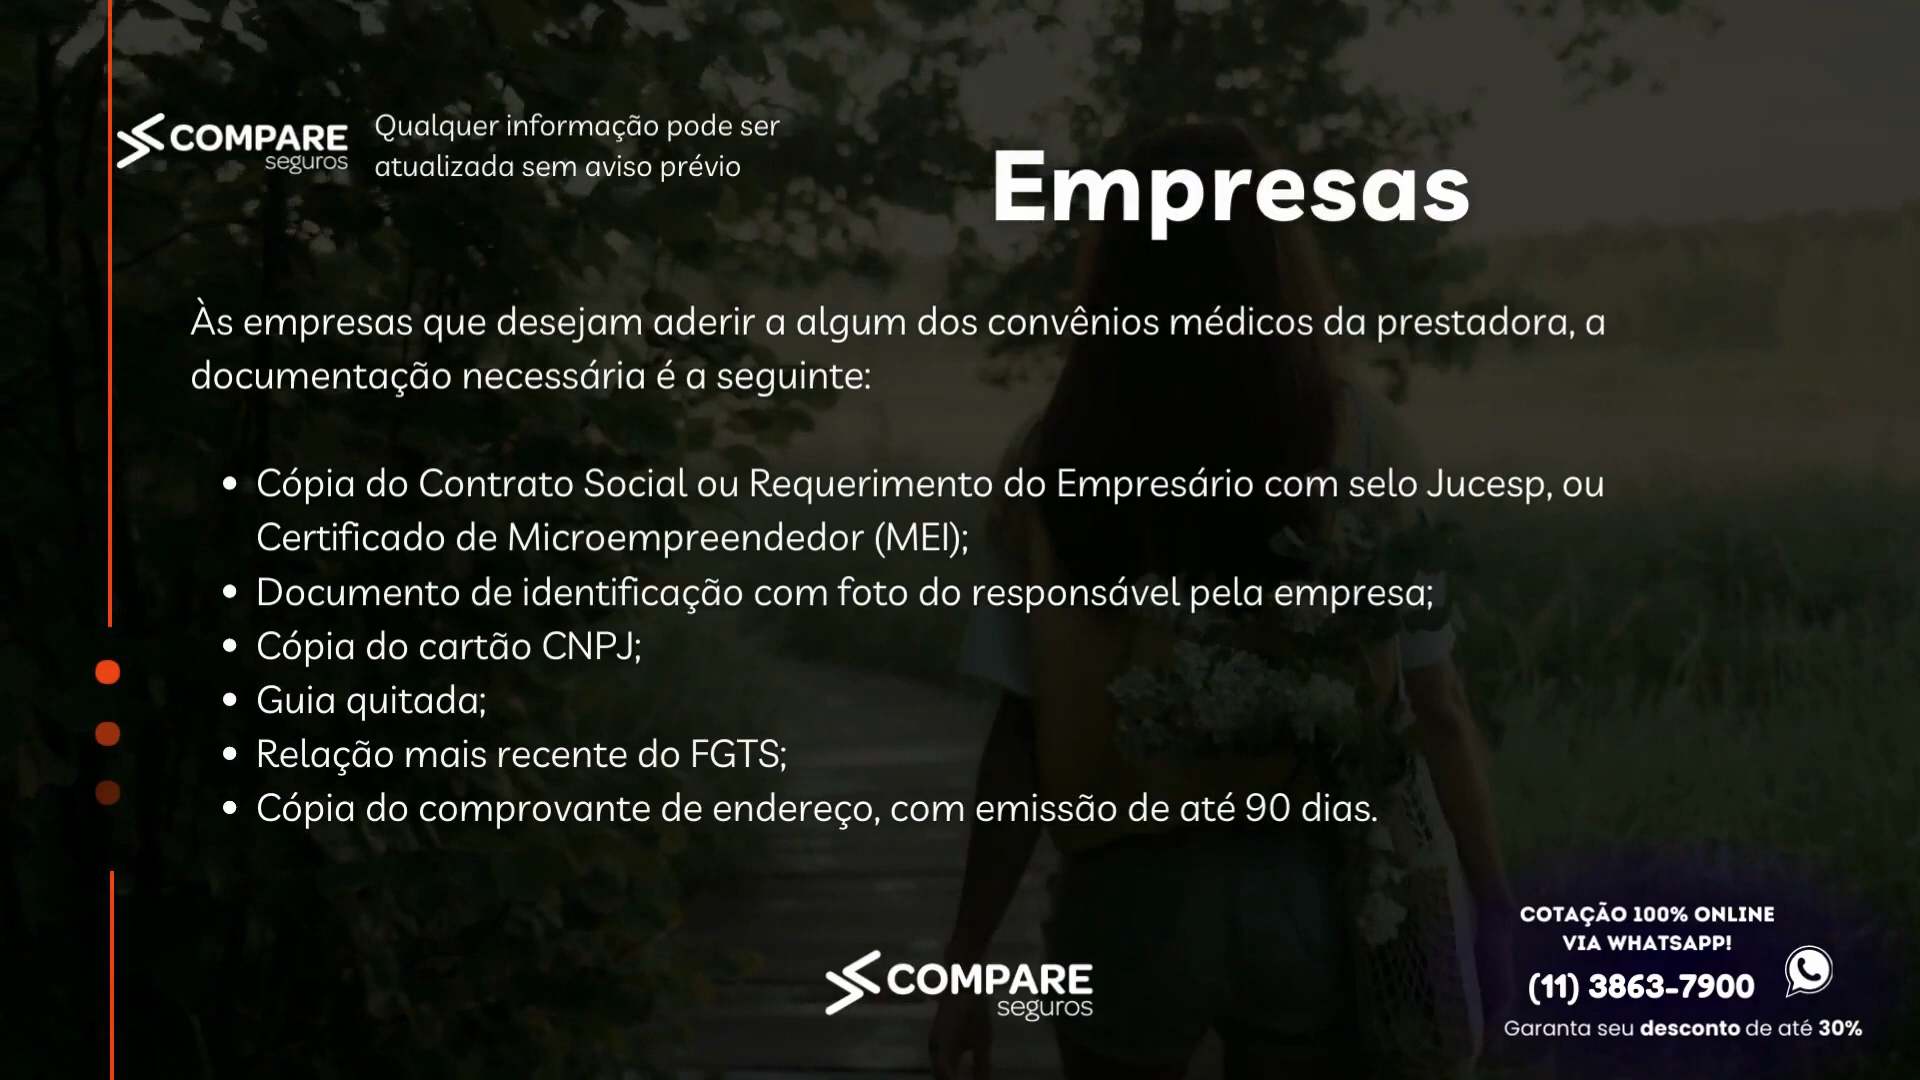 COMPARE
seguros
Qualquer informação pode ser
atualizada sem aviso prévio
Empresas
Às empresas que desejam aderir a algum dos convênios médicos da prestadora, a
documentação necessária é a seguinte:
• Cópia do Contrato Social ou Requerimento do Empresário com selo Jucesp, ou
Certificado de Microempreendedor (MEI);
• Documento de identificação com foto do responsável pela empresa;
• Cópia do cartão CNPJ;
• Guia quitada;
• Relação mais recente do FGTS;
• Cópia do comprovante de endereço, com emissão de até 90 dias.
COMPARE
seguros
COTAÇÃO 100% ONLINE
VIA WHATSAPP!
(11) 3863-7900
Garanta seu desconto de até 30%